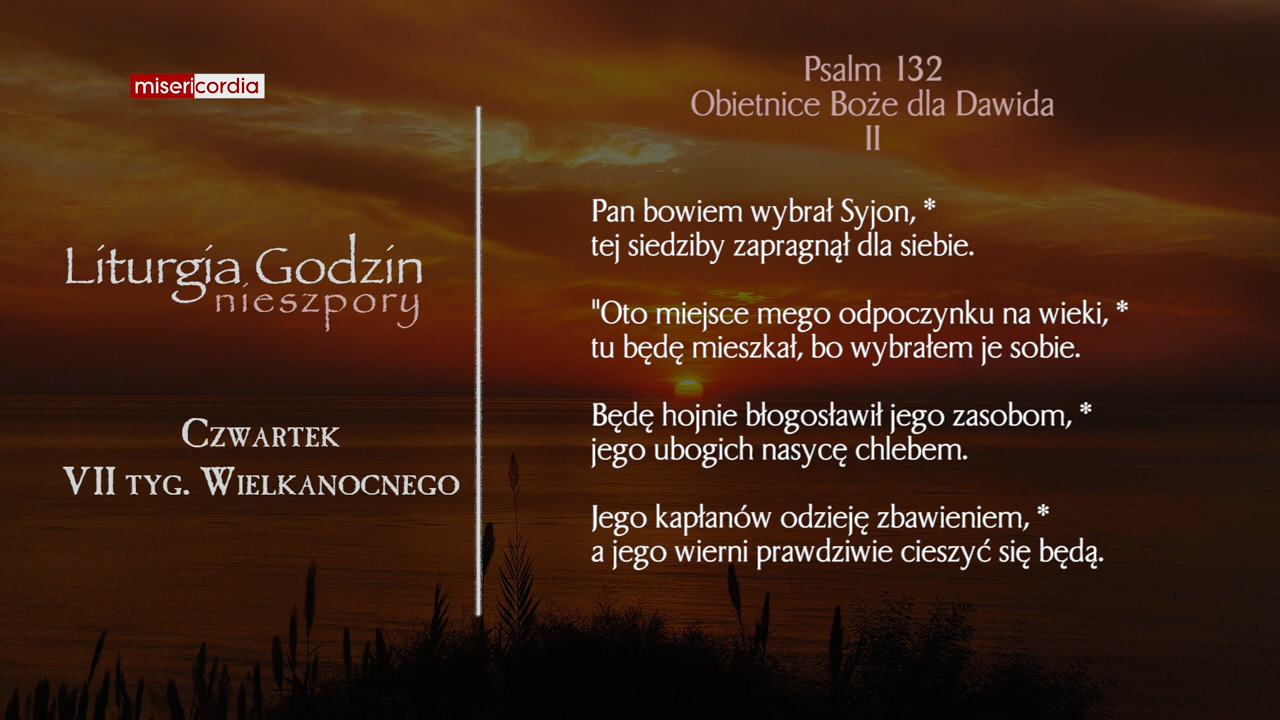 misericordia
Liturgia Godzin
nieszpory
Czwartek
VII tyg. Wielkanocnego
Psalm 132
Obietnice Boże dla Dawida
II
Pan bowiem wybrał Syjon, *
tej siedziby zapragnął dla siebie.
"Oto miejsce mego odpoczynku na wieki, *
tu będę mieszkał, bo wybrałem je sobie.
Będę hojnie błogosławił jego zasobom, *
jego ubogich nasycę chlebem.
Jego kapłanów odzieję zbawieniem, *
a jego wierni prawdziwie cieszyć się będą.